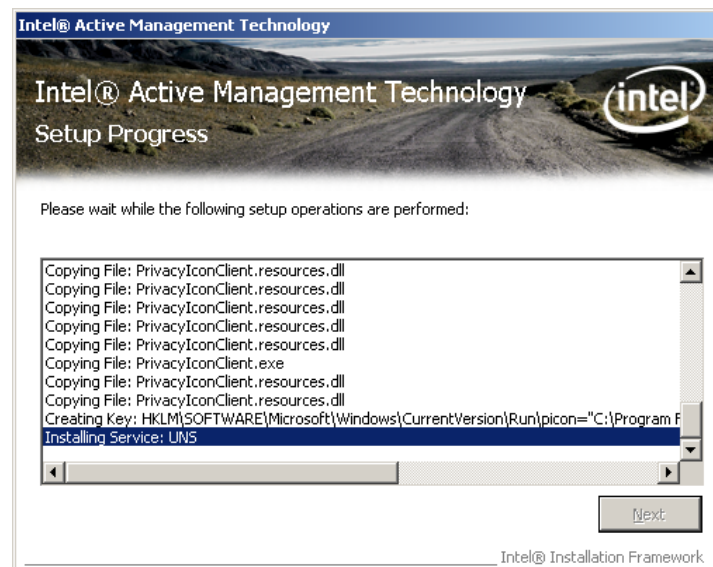 Intel® Active Management Technology
Intel® Active Management Technology
intel
Setup Progress
Please wait while the following setup operations are performed:
Copying File: PrivacyIconClient.resources.dll
Copying File: PrivacyIconClient.resources.dll
Copying File: PrivacyIconClient.resources.dll
Copying File: PrivacyIconClient.resources.dll
Copying File: PrivacyIconClient.resources.dll
Copying File: PrivacyIconClient.exe
Copying File: PrivacyIconClient.resources.dll
Copying File: PrivacyIconClient.resources.dll
Creating Key: HKLM\SOFTWARE\Microsoft\Windows\CurrentVersion\Run\picon="C:\Program F
Installing Service: UNS
Next
Intel® Installation Framework